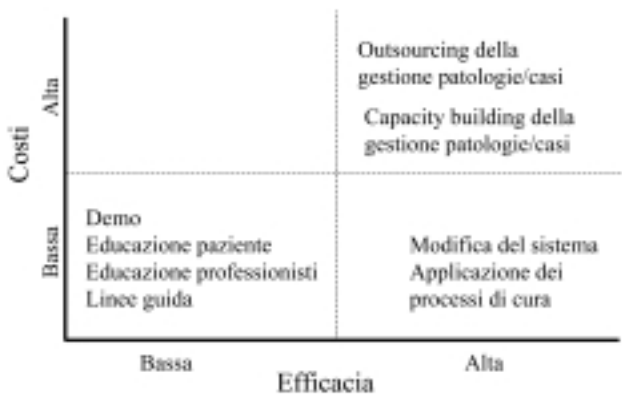 Outsourcing della
gestione patologie/casi
Capacity building della
gestione patologie/casi
Alta
Costi
Bassa
Demo
Educazione paziente
Educazione professionisti
Linee guida
Modifica del sistema
Applicazione dei
processi di cura
Bassa
Alta
Efficacia